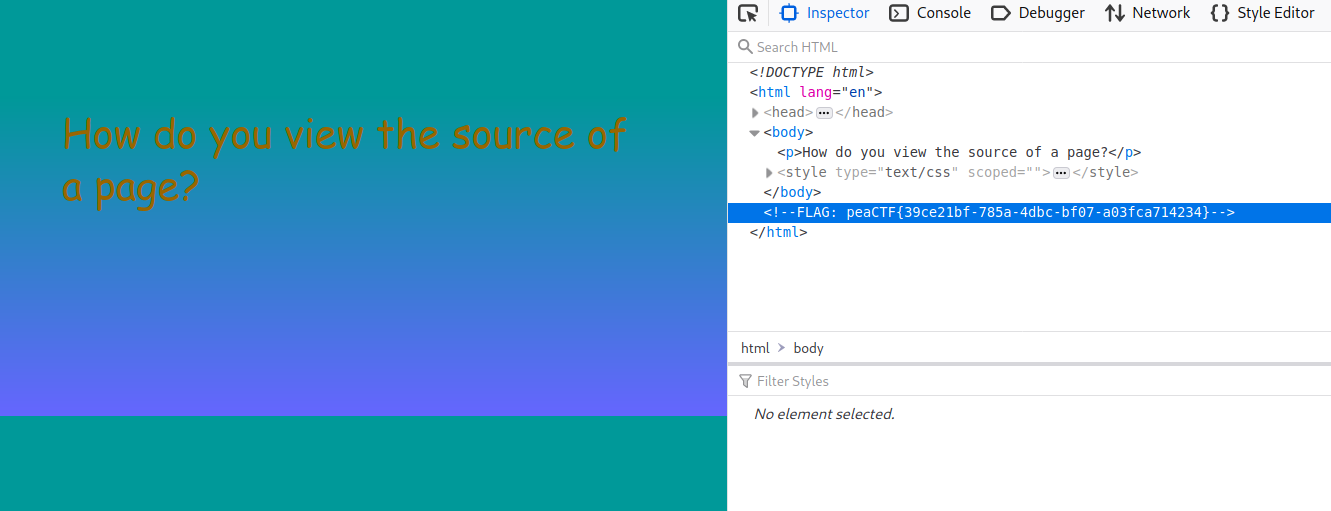 How do you view the source of
a page?
Inspector Console Debugger Network Style Editor
Search HTML
<!DOCTYPE html>
<html lang="en">
<head></head>
<body>
<p>How do you view the source of a page?</p>
<style type="text/css" scoped=""></style>
</body>
<!--FLAG: peaCTF{39ce21bf-785a-4dbc-bf07-a03fca714234}-->
</html>
html > body
Filter Styles
No element selected.